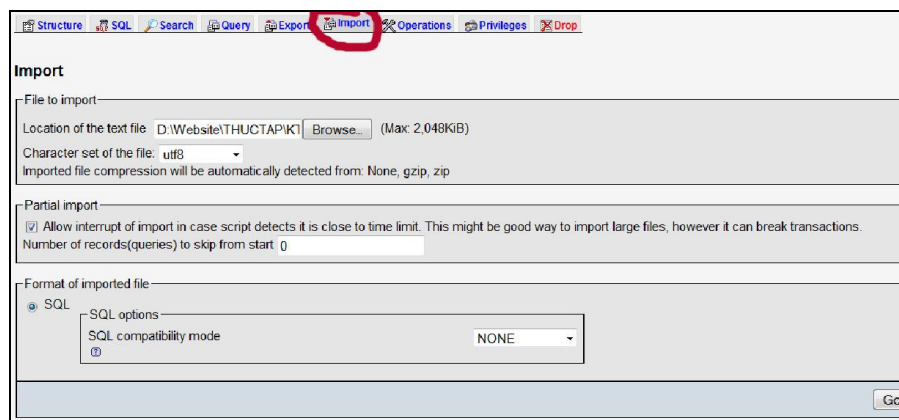 Structure SQL Search Query Export Import Operations Privileges Drop
Import
File to import
Location of the text file D:\Website\THUCTAP\KT Browse... (Max: 2,048KiB)
Character set of the file: utf8
Imported file compression will be automatically detected from: None, gzip, zip
Partial import
Allow interrupt of import in case script detects it is close to time limit. This might be good way to import large files, however it can break transactions.
Number of records(queries) to skip from start 0
Format of imported file
SQL
SQL options
SQL compatibility mode NONE
Go